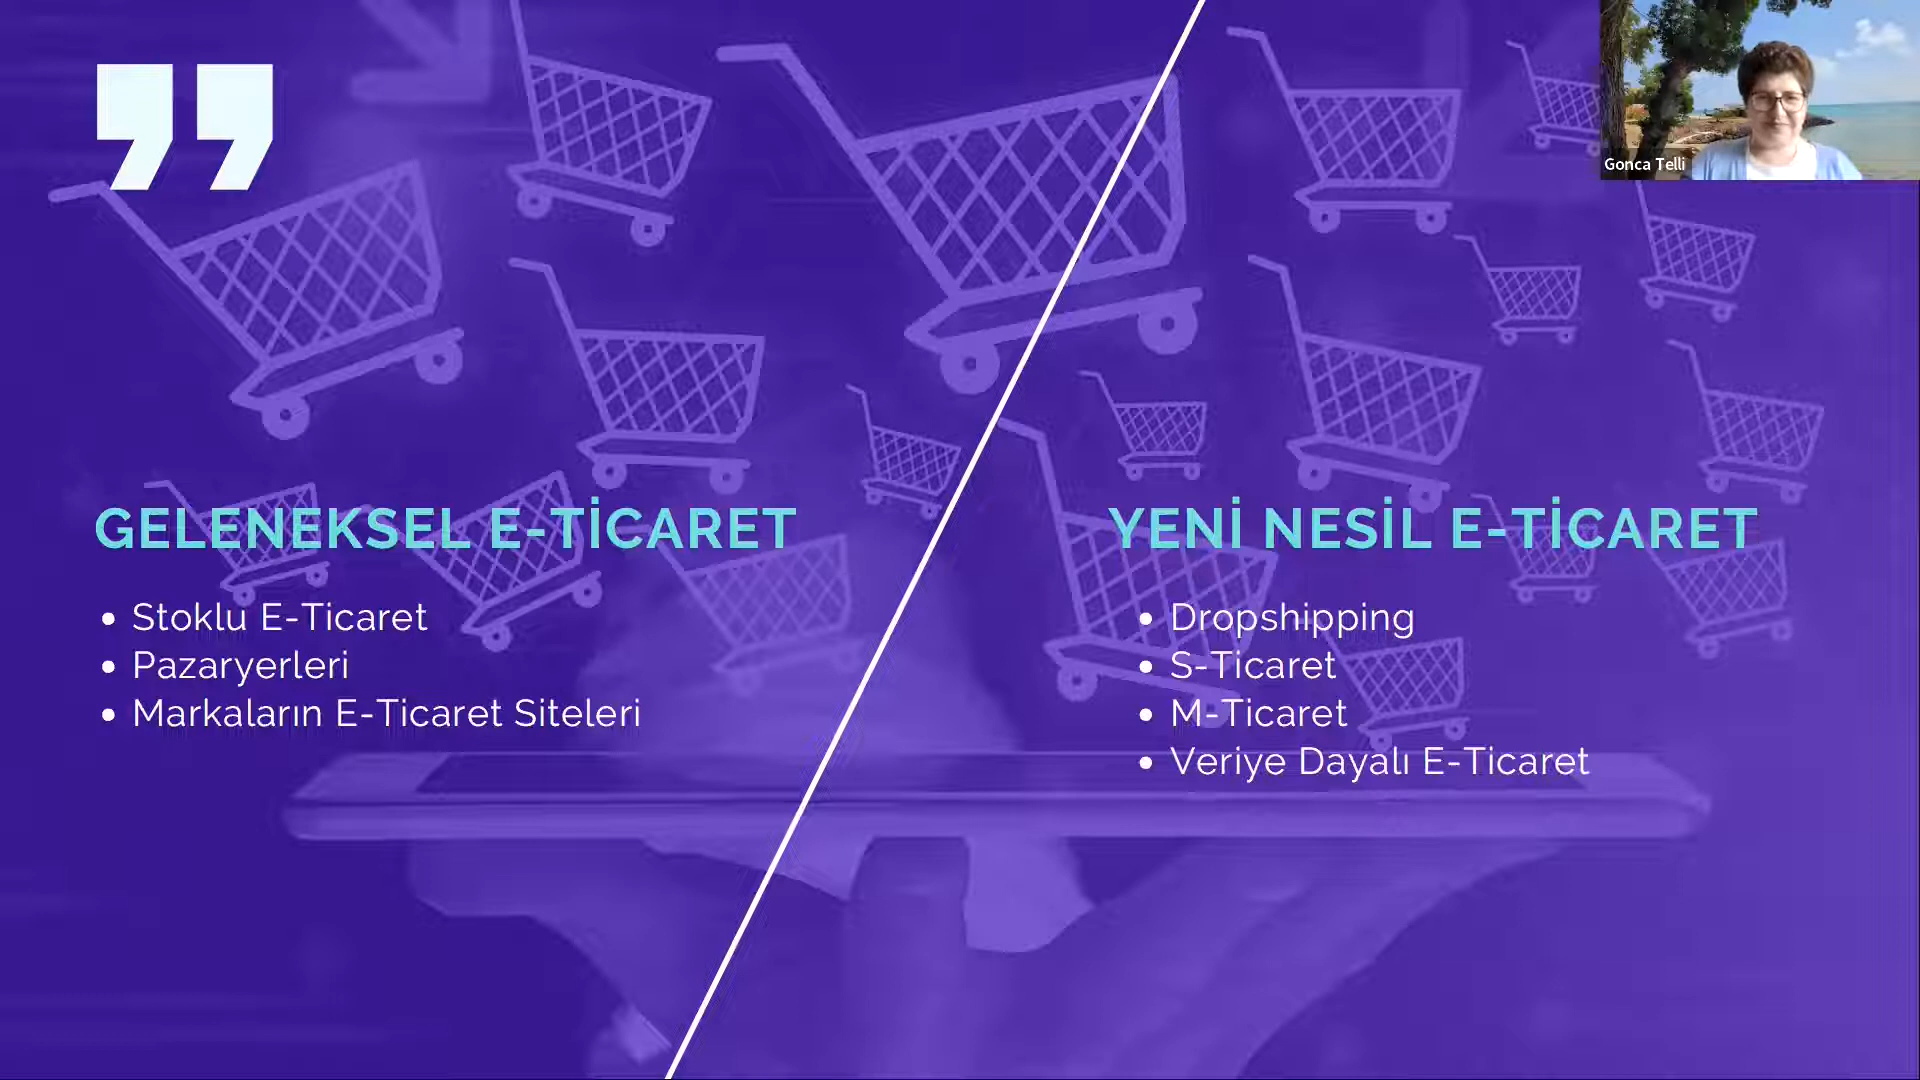 Gonca Telli
GELENEKSEL E-TİCARET
Stoklu E-Ticaret
Pazaryerleri
Markaların E-Ticaret Siteleri
YENİ NESİL E-TİCARET
Dropshipping
S-Ticaret
M-Ticaret
Veriye Dayalı E-Ticaret